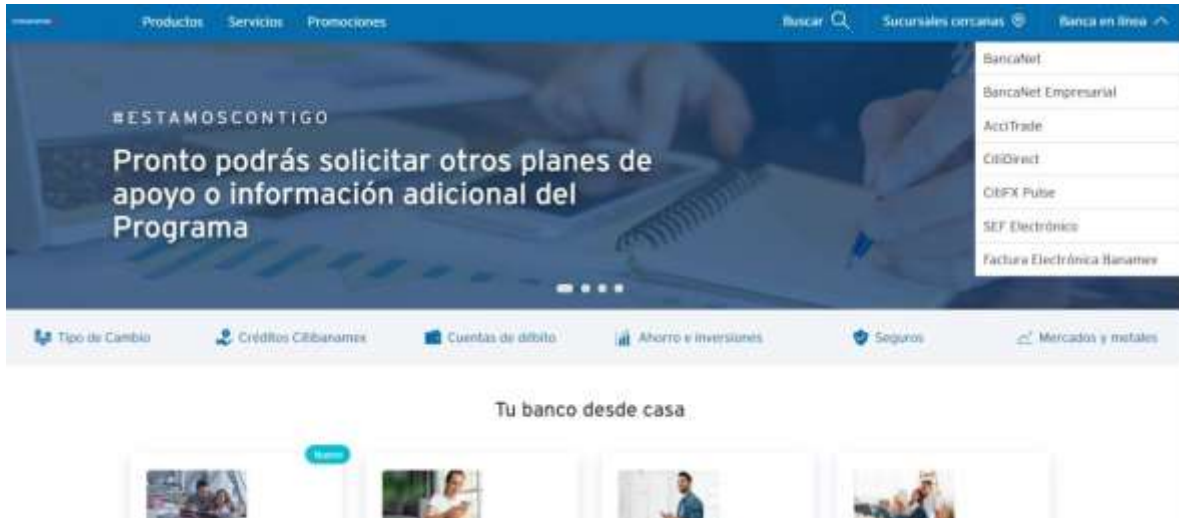 Productos Servicios Promociones Buscar Sucursales cercanas Banca en línea
BancaNet
BancaNet Empresarial
AcciTrade
CitiDirect
CitiFX Pulse
SEF Electrónico
Factura Electrónica Banamex
#ESTAMOSCONTIGO
Pronto podrás solicitar otros planes de
apoyo o información adicional del
Programa
Tipo de Cambio Créditos Citibanamex Cuentas de débito Ahorro e inversiones Seguros Mercados y metales
Tu banco desde casa
Nuevo